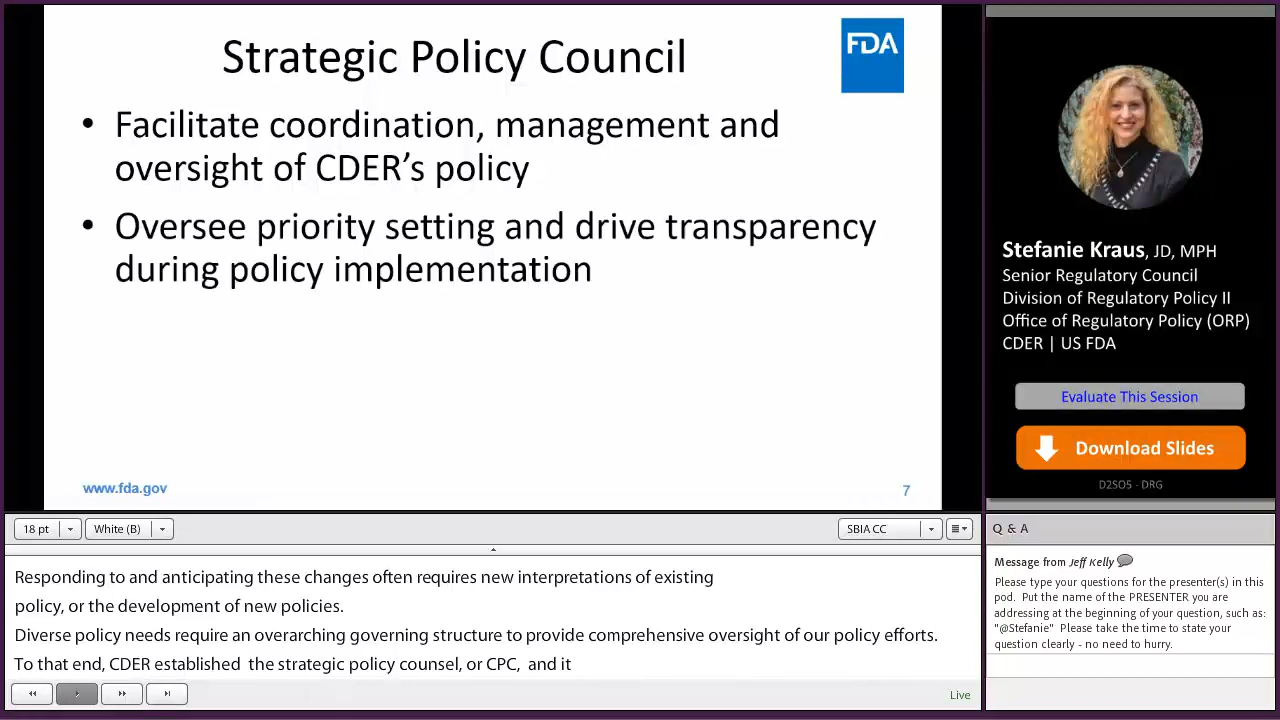 Strategic Policy Council
FDA
• Facilitate coordination, management and
oversight of CDER's policy
• Oversee priority setting and drive transparency
during policy implementation
www.fda.gov
7
Stefanie Kraus, JD, MPH
Senior Regulatory Council
Division of Regulatory Policy II
Office of Regulatory Policy (ORP)
CDER | US FDA
Evaluate This Session
Download Slides
D2SO5 - DRG
18 pt
White (B)
SBIA CC
Responding to and anticipating these changes often requires new interpretations of existing
policy, or the development of new policies.
Diverse policy needs require an overarching governing structure to provide comprehensive oversight of our policy efforts.
To that end, CDER established the strategic policy counsel, or CPC, and it
Live
Q & A
Message from Jeff Kelly
Please type your questions for the presenter(s) in this
pod. Put the name of the PRESENTER you are
addressing at the beginning of your question, such as:
"@Stefanie" Please take the time to state your
question clearly - no need to hurry.